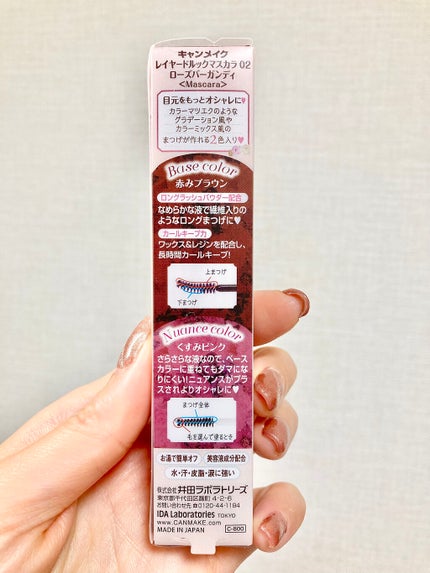 キャンメイク
レイヤードルックマスカラ 02
ローズバーガンディ
<Mascara>
目元をもっとオシャレに♥
カラーマツエクのような
グラデーション風や
カラーミックス風の
まつげが作れる2色入り♥
Base color
赤みブラウン
ロングラッシュパウダー配合
なめらかな液で繊維入りの
ようなロングまつげに♥
カールキープ力
ワックス&レジンを配合し、
長時間カールキープ!
上まつげ
下まつげ
Nuance color
くすみピンク
さらさらな液なので、ベース
カラーに重ねてもダマに
なりにくい!ニュアンスがプラ
スされよりオシャレに♥
まつげ全体
毛を選んで塗るとき
お湯で簡単オフ 美容液成分配合
水・汗・皮脂・涙に強い
株式会社 井田ラボラトリーズ
東京都千代田区鍛冶町4-2-6
お問い合わせ先 0120-44-1184
IDA Laboratories TOKYO
WWW.CANMAKE.COM
MADE IN JAPAN C-800